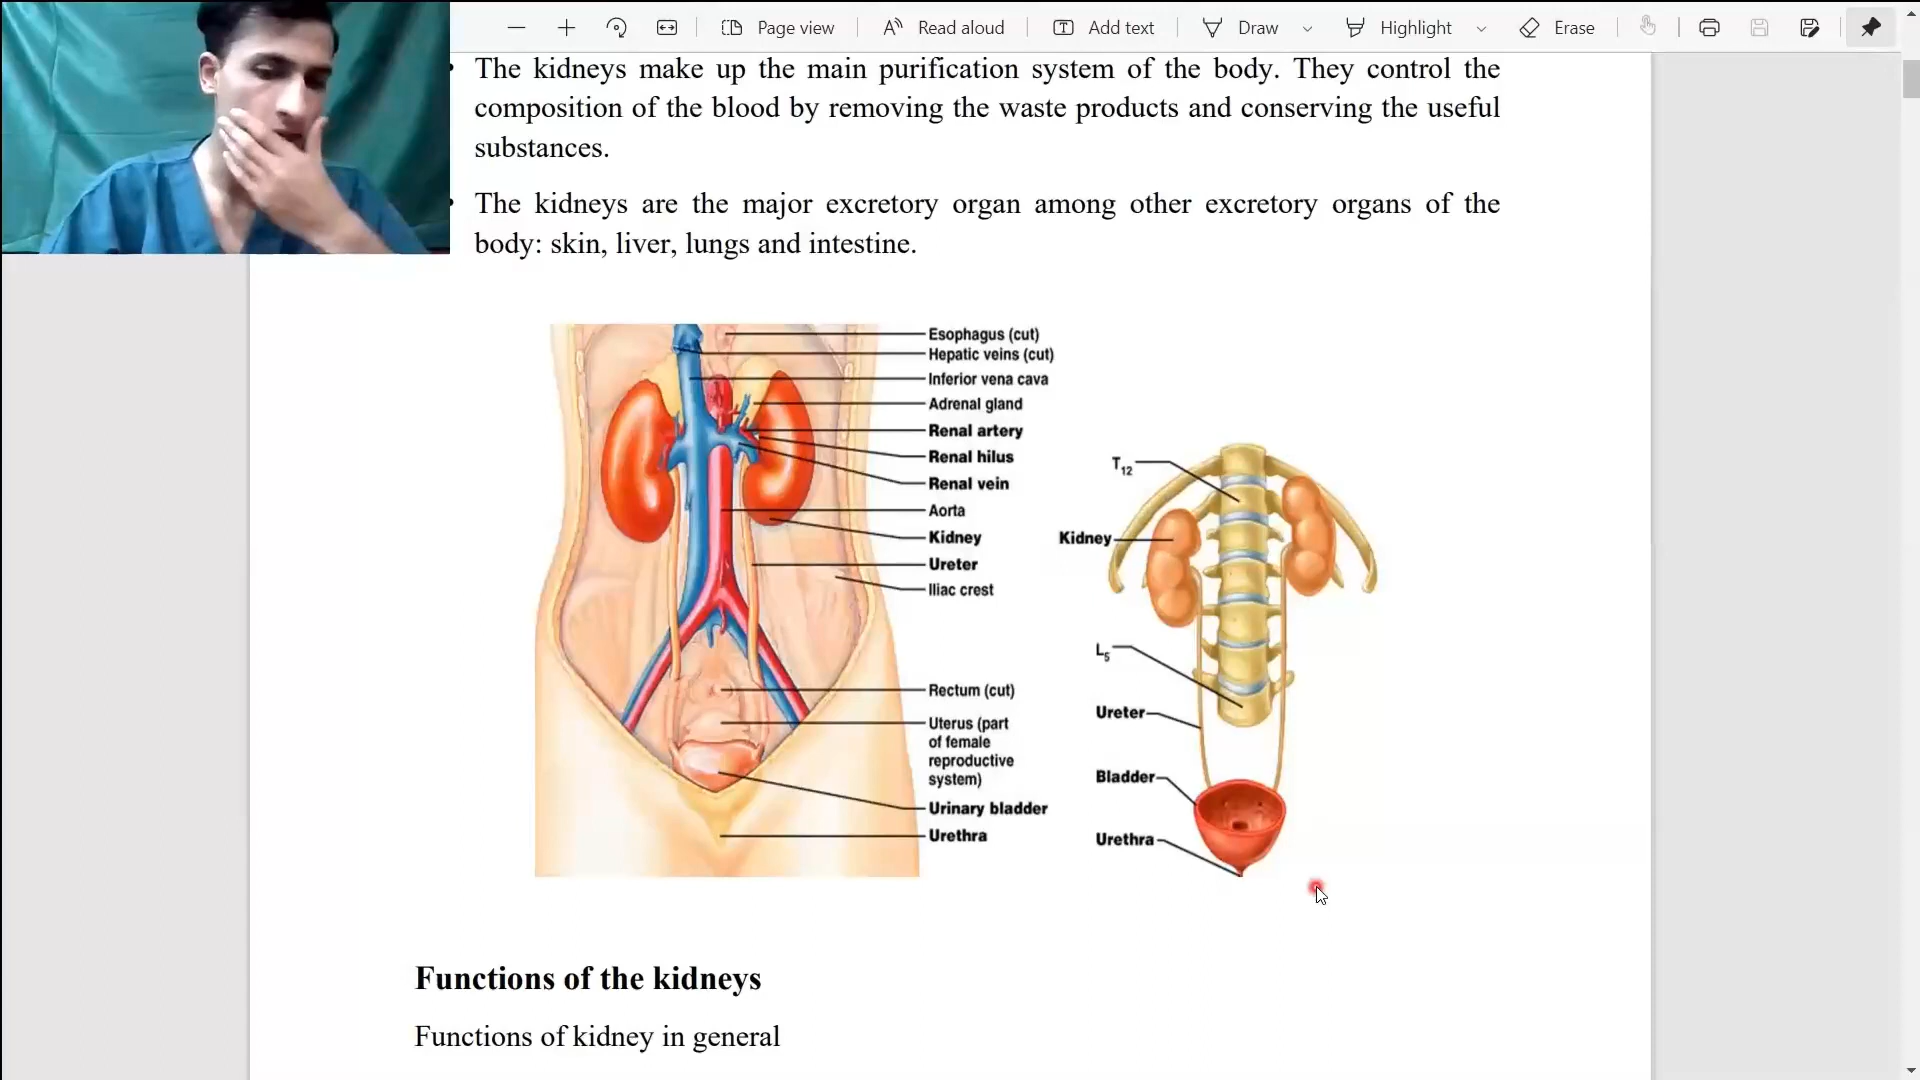 Page view
Read aloud
Add text
Draw
Highlight
Erase
The kidneys make up the main purification system of the body. They control the
composition of the blood by removing the waste products and conserving the useful
substances.
The kidneys are the major excretory organ among other excretory organs of the
body: skin, liver, lungs and intestine.
Esophagus (cut)
Hepatic veins (cut)
Inferior vena cava
Adrenal gland
Renal artery
Renal hilus
Renal vein
Aorta
Kidney
Ureter
Iliac crest
Rectum (cut)
Uterus (part
of female
reproductive
system)
Urinary bladder
Urethra
T12
Kidney
L5
Ureter
Bladder
Urethra
Functions of the kidneys
Functions of kidney in general